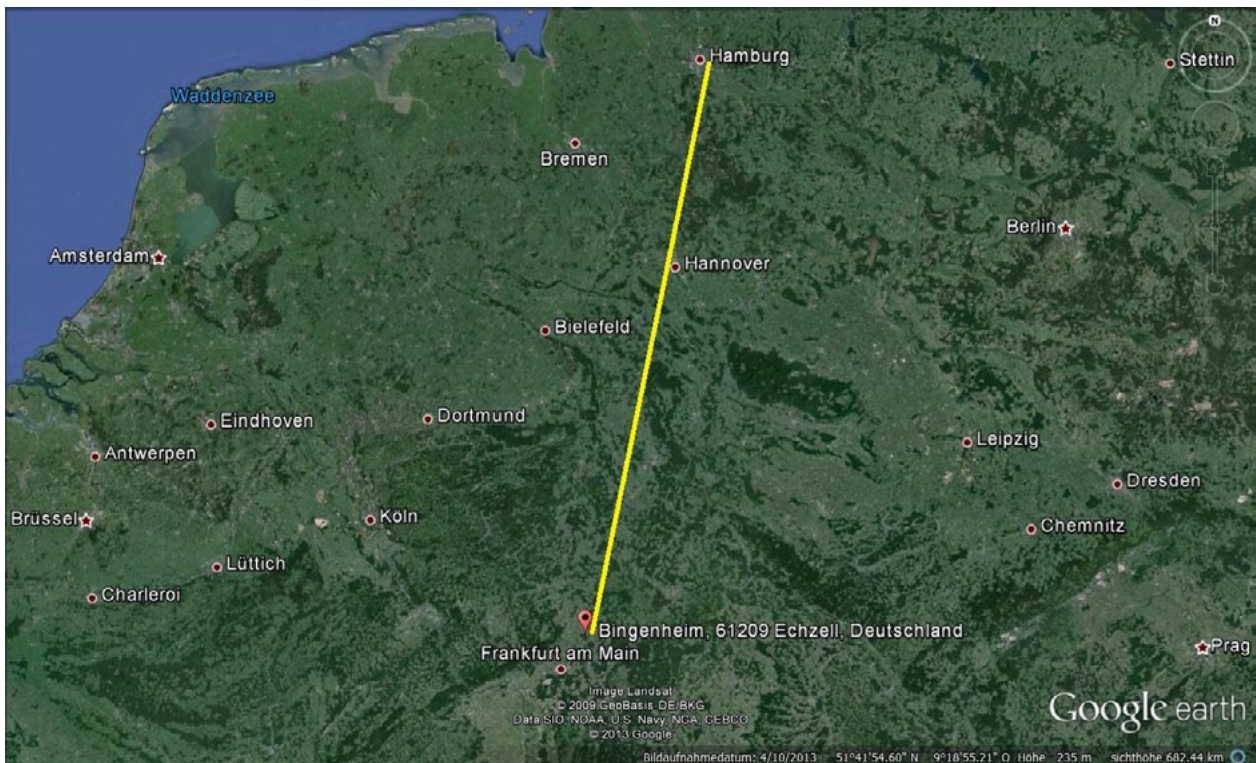 N
Hamburg
Stettin
Waddenzee
Bremen
Berlin
Amsterdam
Hannover
Bielefeld
Eindhoven
Dortmund
Leipzig
Antwerpen
Dresden
Brüssel
Köln
Chemnitz
Lüttich
Charleroi
Bingenheim, 61209 Echzell, Deutschland
Frankfurt am Main
Prag
Image Landsat
© 2009 GeoBasis-DE/BKG
Data SIO, NOAA, U.S. Navy, NGA, GEBCO
© 2013 Google
Google earth
Bildaufnahmedatum: 4/10/2013 51°41'54.60" N 9°18'55.21" O Höhe 235 m sichthöhe 682.44 km